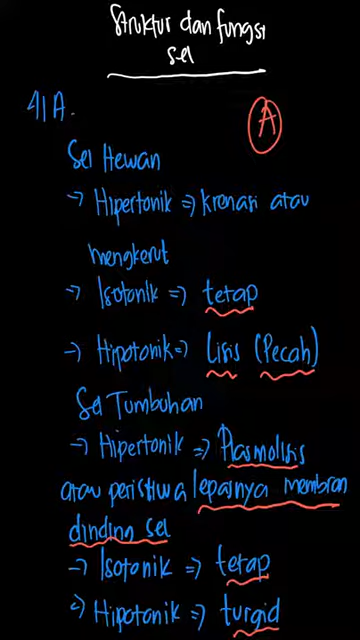 Struktur dan fungsi
sel
41 A.
A
Sel Hewan
→ Hipertonik ⇒ krenasi atau
mengkerut
→ Isotonik ⇒ tetap
→ Hipotonik ⇒ Lisis (Pecah)
Sel Tumbuhan
→ Hipertonik ⇒ Plasmolisis
atau peristiwa lepasnya membran
dinding sel
→ Isotonik ⇒ tetap
→ Hipotonik ⇒ turgid